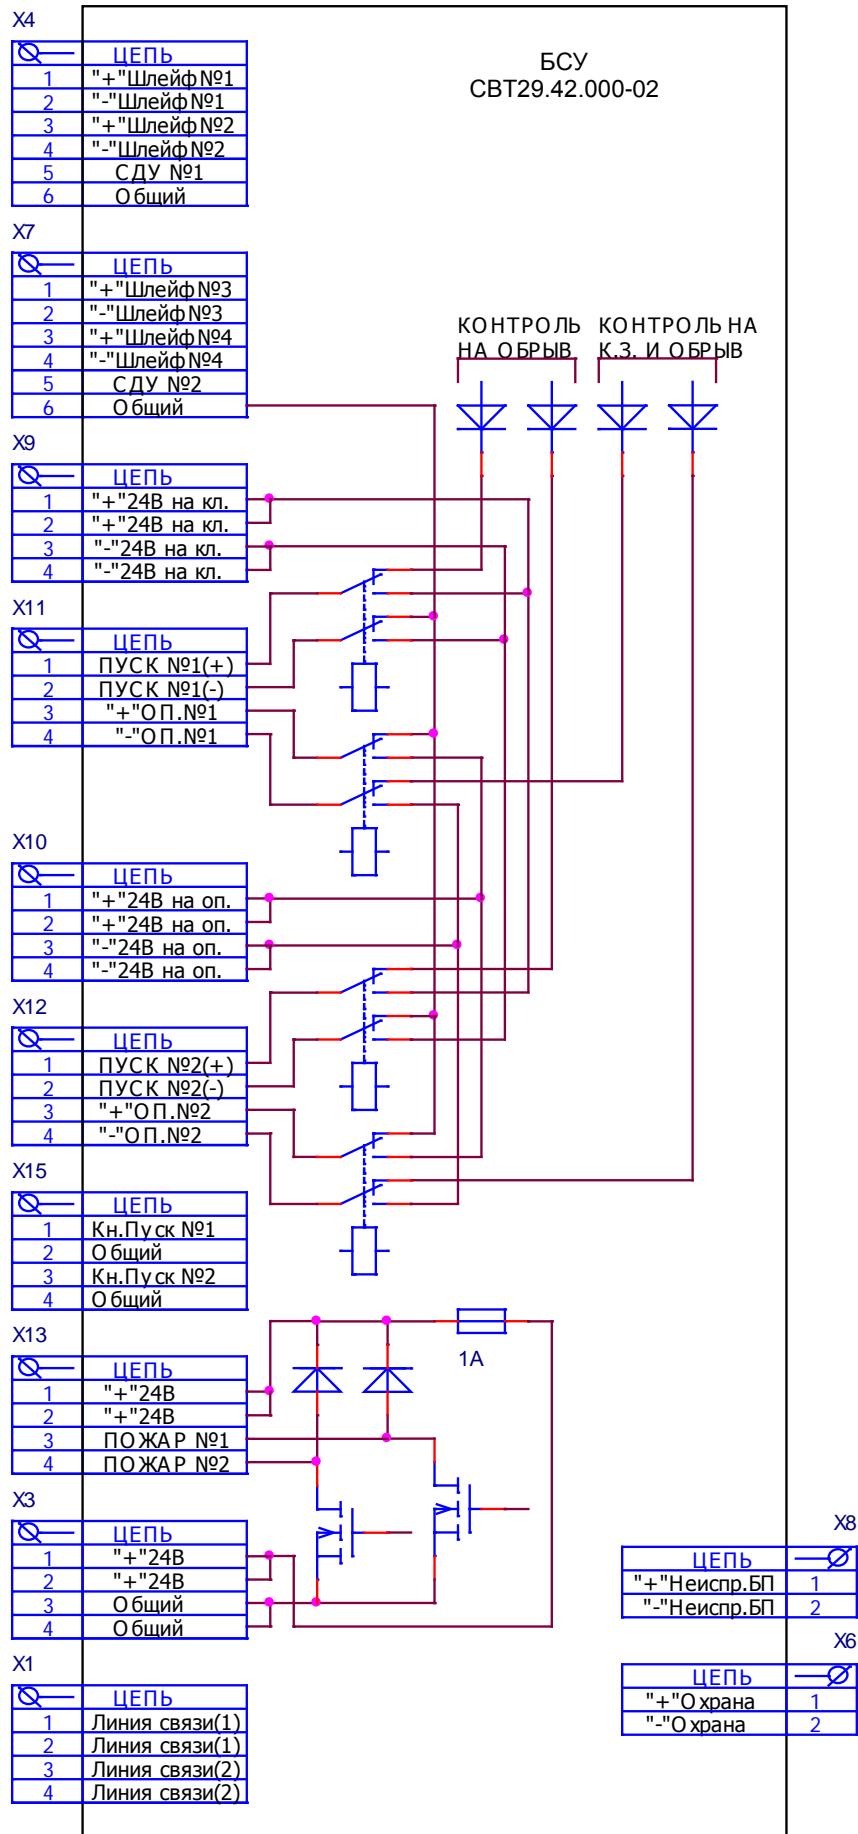 X4
ЦЕПЬ
1 "+"Шлейф№1
2 "-"Шлейф№1
3 "+"Шлейф№2
4 "-"Шлейф№2
5 СДУ №1
6 Общий
БСУ
СВТ29.42.000-02
X7
ЦЕПЬ
1 "+"Шлейф№3
2 "-"Шлейф№3
3 "+"Шлейф№4
4 "-"Шлейф№4
5 СДУ №2
6 Общий
КОНТРОЛЬ
НА ОБРЫВ
КОНТРОЛЬ НА
К.З. И ОБРЫВ
X9
ЦЕПЬ
1 "+"24В на кл.
2 "+"24В на кл.
3 "-"24В на кл.
4 "-"24В на кл.
X11
ЦЕПЬ
1 ПУСК №1(+)
2 ПУСК №1(-)
3 "+"ОП.№1
4 "-"ОП.№1
X10
ЦЕПЬ
1 "+"24В на оп.
2 "+"24В на оп.
3 "-"24В на оп.
4 "-"24В на оп.
X12
ЦЕПЬ
1 ПУСК №2(+)
2 ПУСК №2(-)
3 "+"ОП.№2
4 "-"ОП.№2
X15
ЦЕПЬ
1 Кн.Пуск №1
2 Общий
3 Кн.Пуск №2
4 Общий
X13
ЦЕПЬ
1 "+"24В
2 "+"24В
3 ПОЖАР №1
4 ПОЖАР №2
1А
X3
ЦЕПЬ
1 "+"24В
2 "+"24В
3 Общий
4 Общий
X8
ЦЕПЬ
"+"Неиспр.БП 1
"-"Неиспр.БП 2
X6
ЦЕПЬ
"+"Охрана 1
"-"Охрана 2
X1
ЦЕПЬ
1 Линия связи(1)
2 Линия связи(1)
3 Линия связи(2)
4 Линия связи(2)